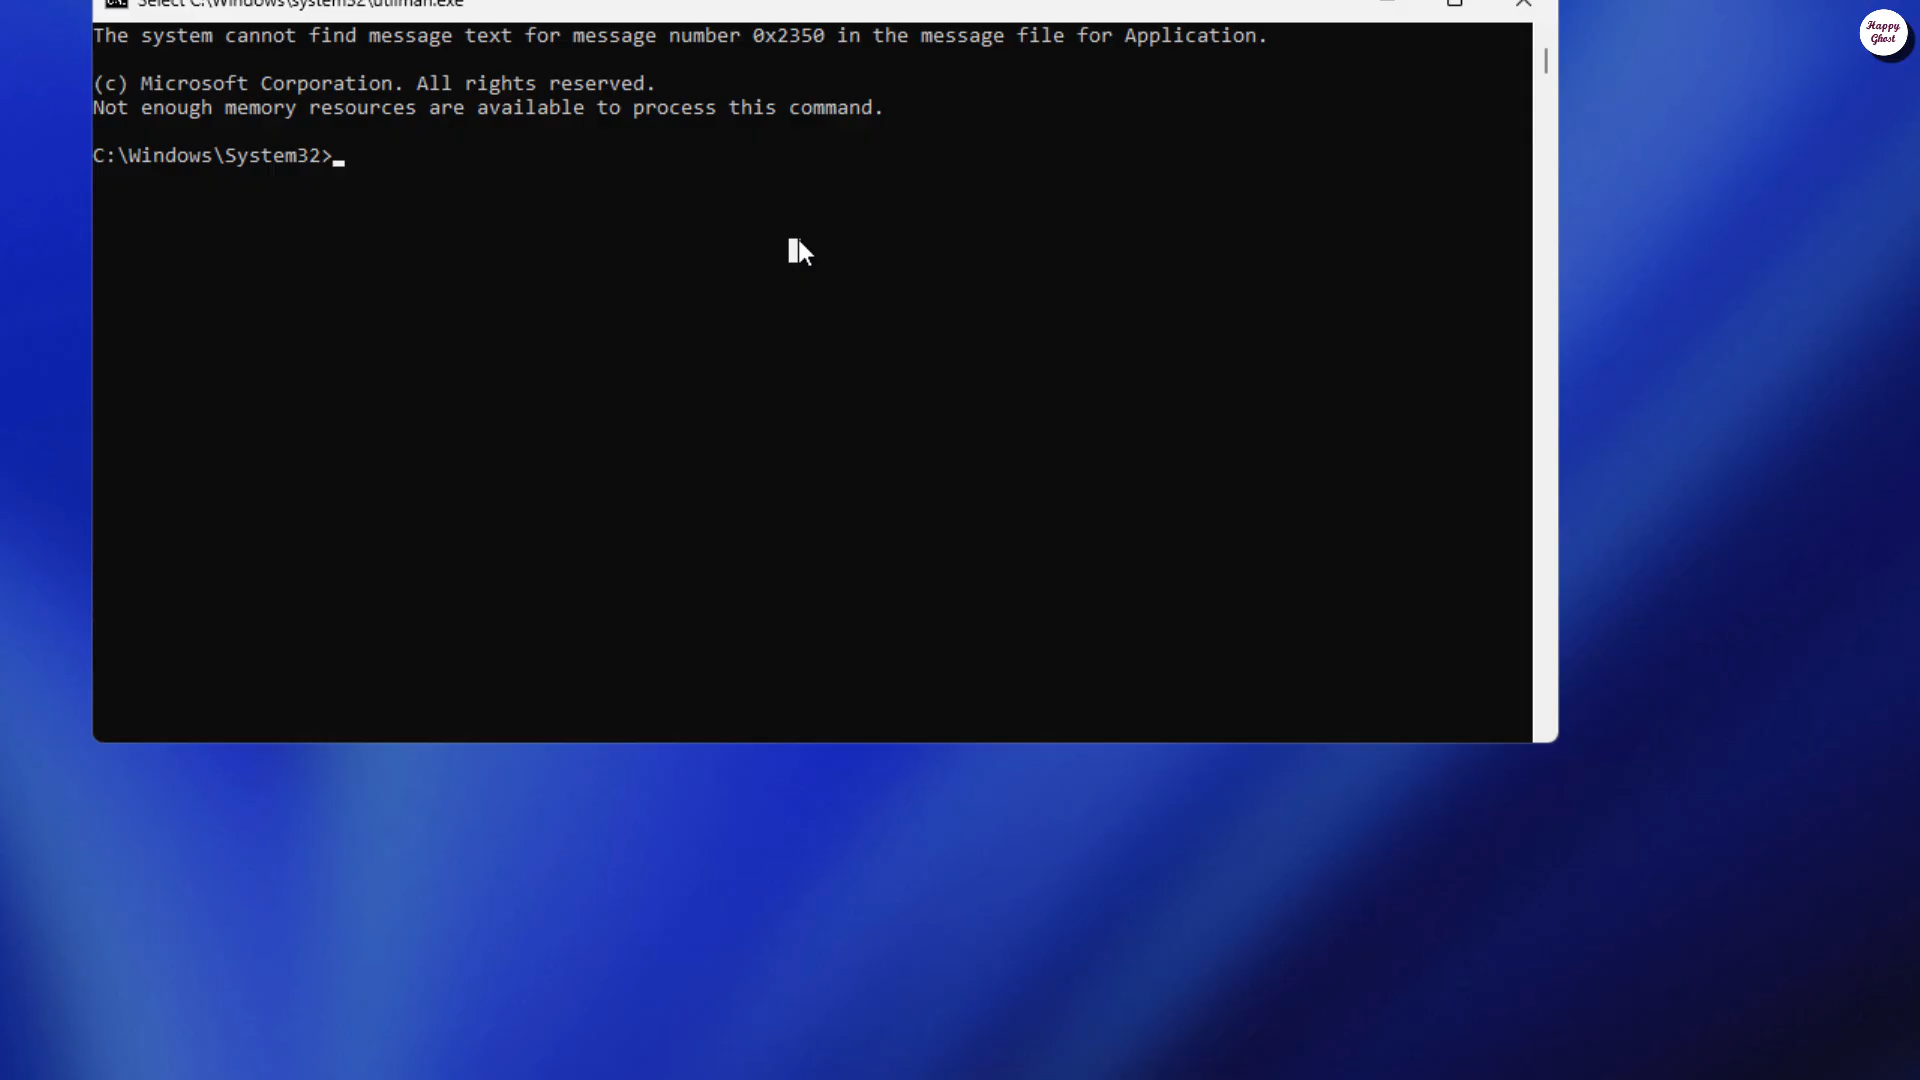 Select C:\Windows\system32\utilman.exe
The system cannot find message text for message number 0x2350 in the message file for Application.
(c) Microsoft Corporation. All rights reserved.
Not enough memory resources are available to process this command.
C:\Windows\System32>
Happy
Ghost